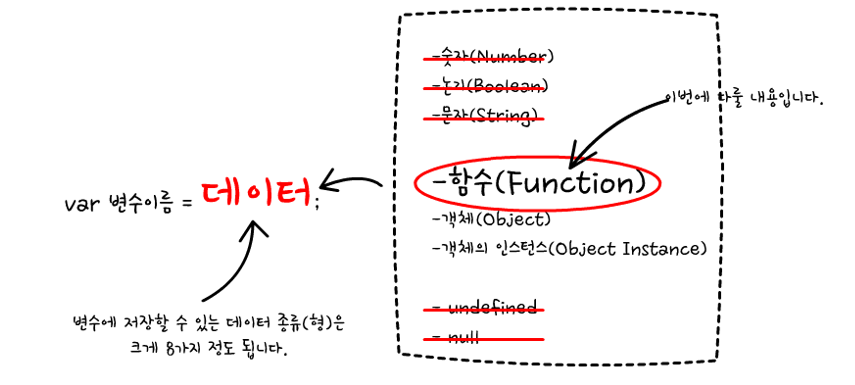 -숫자(Number)
-논리(Boolean)
-문자(String)
이번에 다룰 내용입니다.
-함수(Function)
var 변수이름 = 데이터;
-객체(Object)
-객체의 인스턴스(Object Instance)
- undefined
- null
변수에 저장할 수 있는 데이터 종류(형)은
크게 8가지 정도 됩니다.